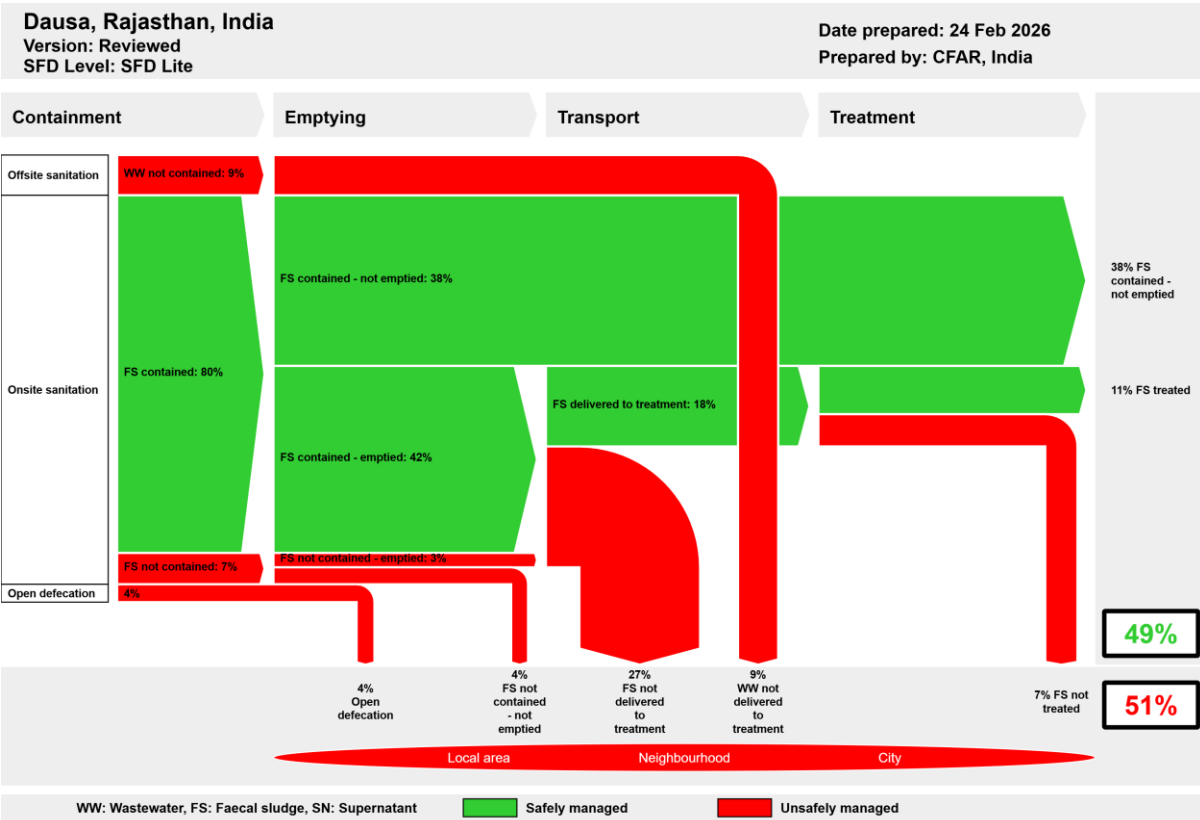 Dausa, Rajasthan, India
Version: Reviewed
SFD Level: SFD Lite
Date prepared: 24 Feb 2026
Prepared by: CFAR, India
Containment
Emptying
Transport
Treatment
Offsite sanitation
WW not contained: 9%
FS contained - not emptied: 38%
38% FS
contained -
not emptied
Onsite sanitation
FS contained: 80%
FS delivered to treatment: 18%
11% FS treated
FS contained - emptied: 42%
FS not contained - emptied: 3%
FS not contained: 7%
Open defecation
4%
49%
4%
Open
defecation
4%
FS not
contained
- not
emptied
27%
FS not
delivered
to
treatment
9%
WW not
delivered
to
treatment
7% FS not
treated
51%
Local area
Neighbourhood
City
WW: Wastewater, FS: Faecal sludge, SN: Supernatant
Safely managed
Unsafely managed